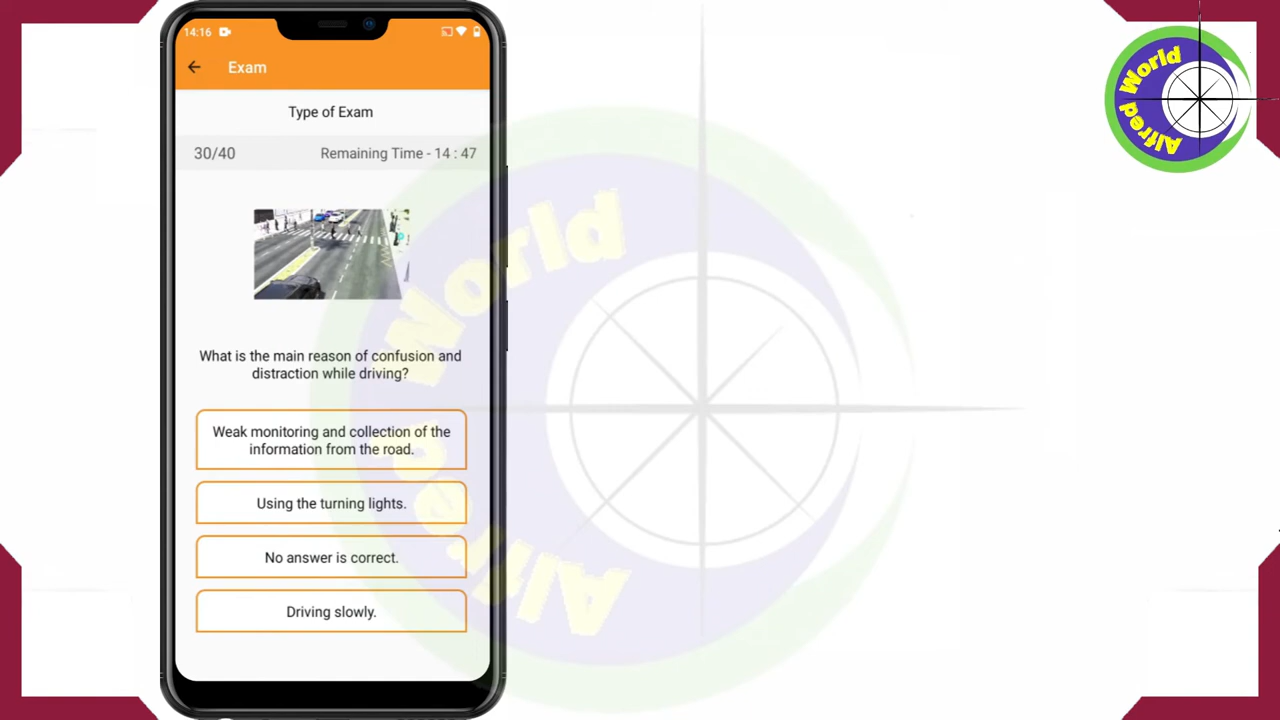 14:16
Exam
Type of Exam
30/40
Remaining Time - 14 : 47
What is the main reason of confusion and
distraction while driving?
Weak monitoring and collection of the
information from the road.
Using the turning lights.
No answer is correct.
Driving slowly.
Alfred World
Alfred World